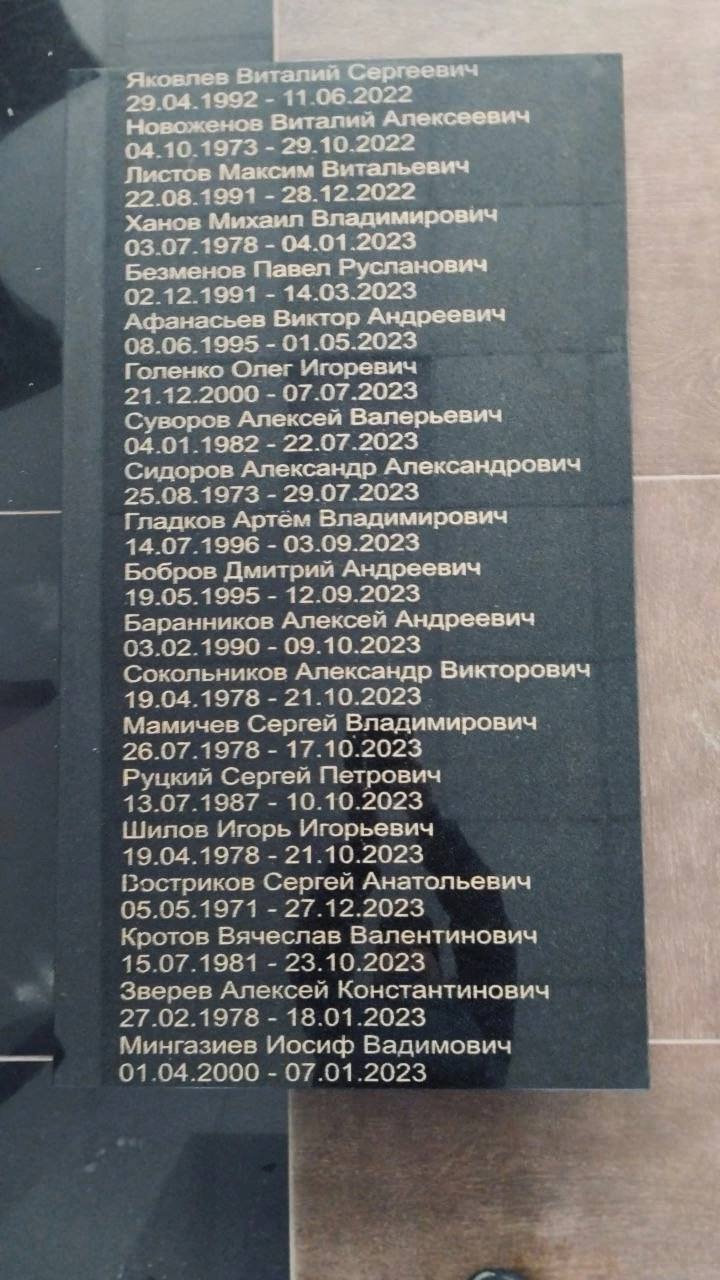 Яковлев Виталий Сергеевич
29.04.1992 - 11.06.2022
Новоженов Виталий Алексеевич
04.10.1973 - 29.10.2022
Листов Максим Витальевич
22.08.1991 - 28.12.2022
Ханов Михаил Владимирович
03.07.1978 - 04.01.2023
Безменов Павел Русланович
02.12.1991 - 14.03.2023
Афанасьев Виктор Андреевич
08.06.1995 - 01.05.2023
Голенко Олег Игоревич
21.12.2000 - 07.07.2023
Суворов Алексей Валерьевич
04.01.1982 - 22.07.2023
Сидоров Александр Александрович
25.08.1973 - 29.07.2023
Гладков Артём Владимирович
14.07.1996 - 03.09.2023
Бобров Дмитрий Андреевич
19.05.1995 - 12.09.2023
Баранников Алексей Андреевич
03.02.1990 - 09.10.2023
Сокольников Александр Викторович
19.04.1978 - 21.10.2023
Мамичев Сергей Владимирович
26.07.1978 - 17.10.2023
Руцкий Сергей Петрович
13.07.1987 - 10.10.2023
Шилов Игорь Игорьевич
19.04.1978 - 21.10.2023
Востриков Сергей Анатольевич
05.05.1971 - 27.12.2023
Кротов Вячеслав Валентинович
15.07.1981 - 23.10.2023
Зверев Алексей Константинович
27.02.1978 - 18.01.2023
Мингазиев Иосиф Вадимович
01.04.2000 - 07.01.2023